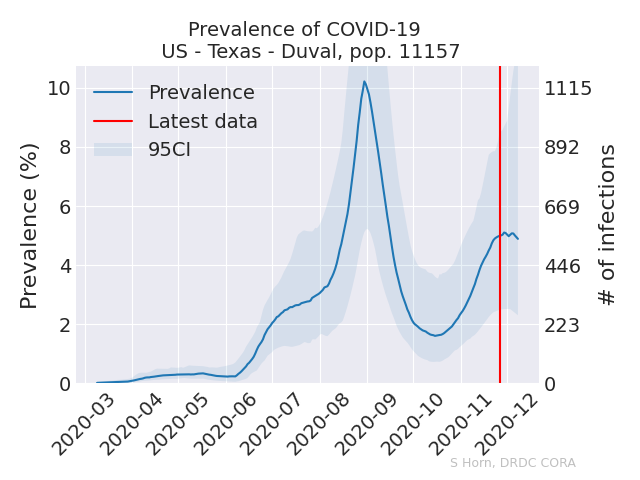 Prevalence of COVID-19
US - Texas - Duval, pop. 11157
Prevalence
Latest data
95CI
Prevalence (%)
10
8
6
4
2
0
1115
892
669
446
223
0
# of infections
2020-03
2020-04
2020-05
2020-06
2020-07
2020-08
2020-09
2020-10
2020-11
2020-12
S Horn, DRDC CORA